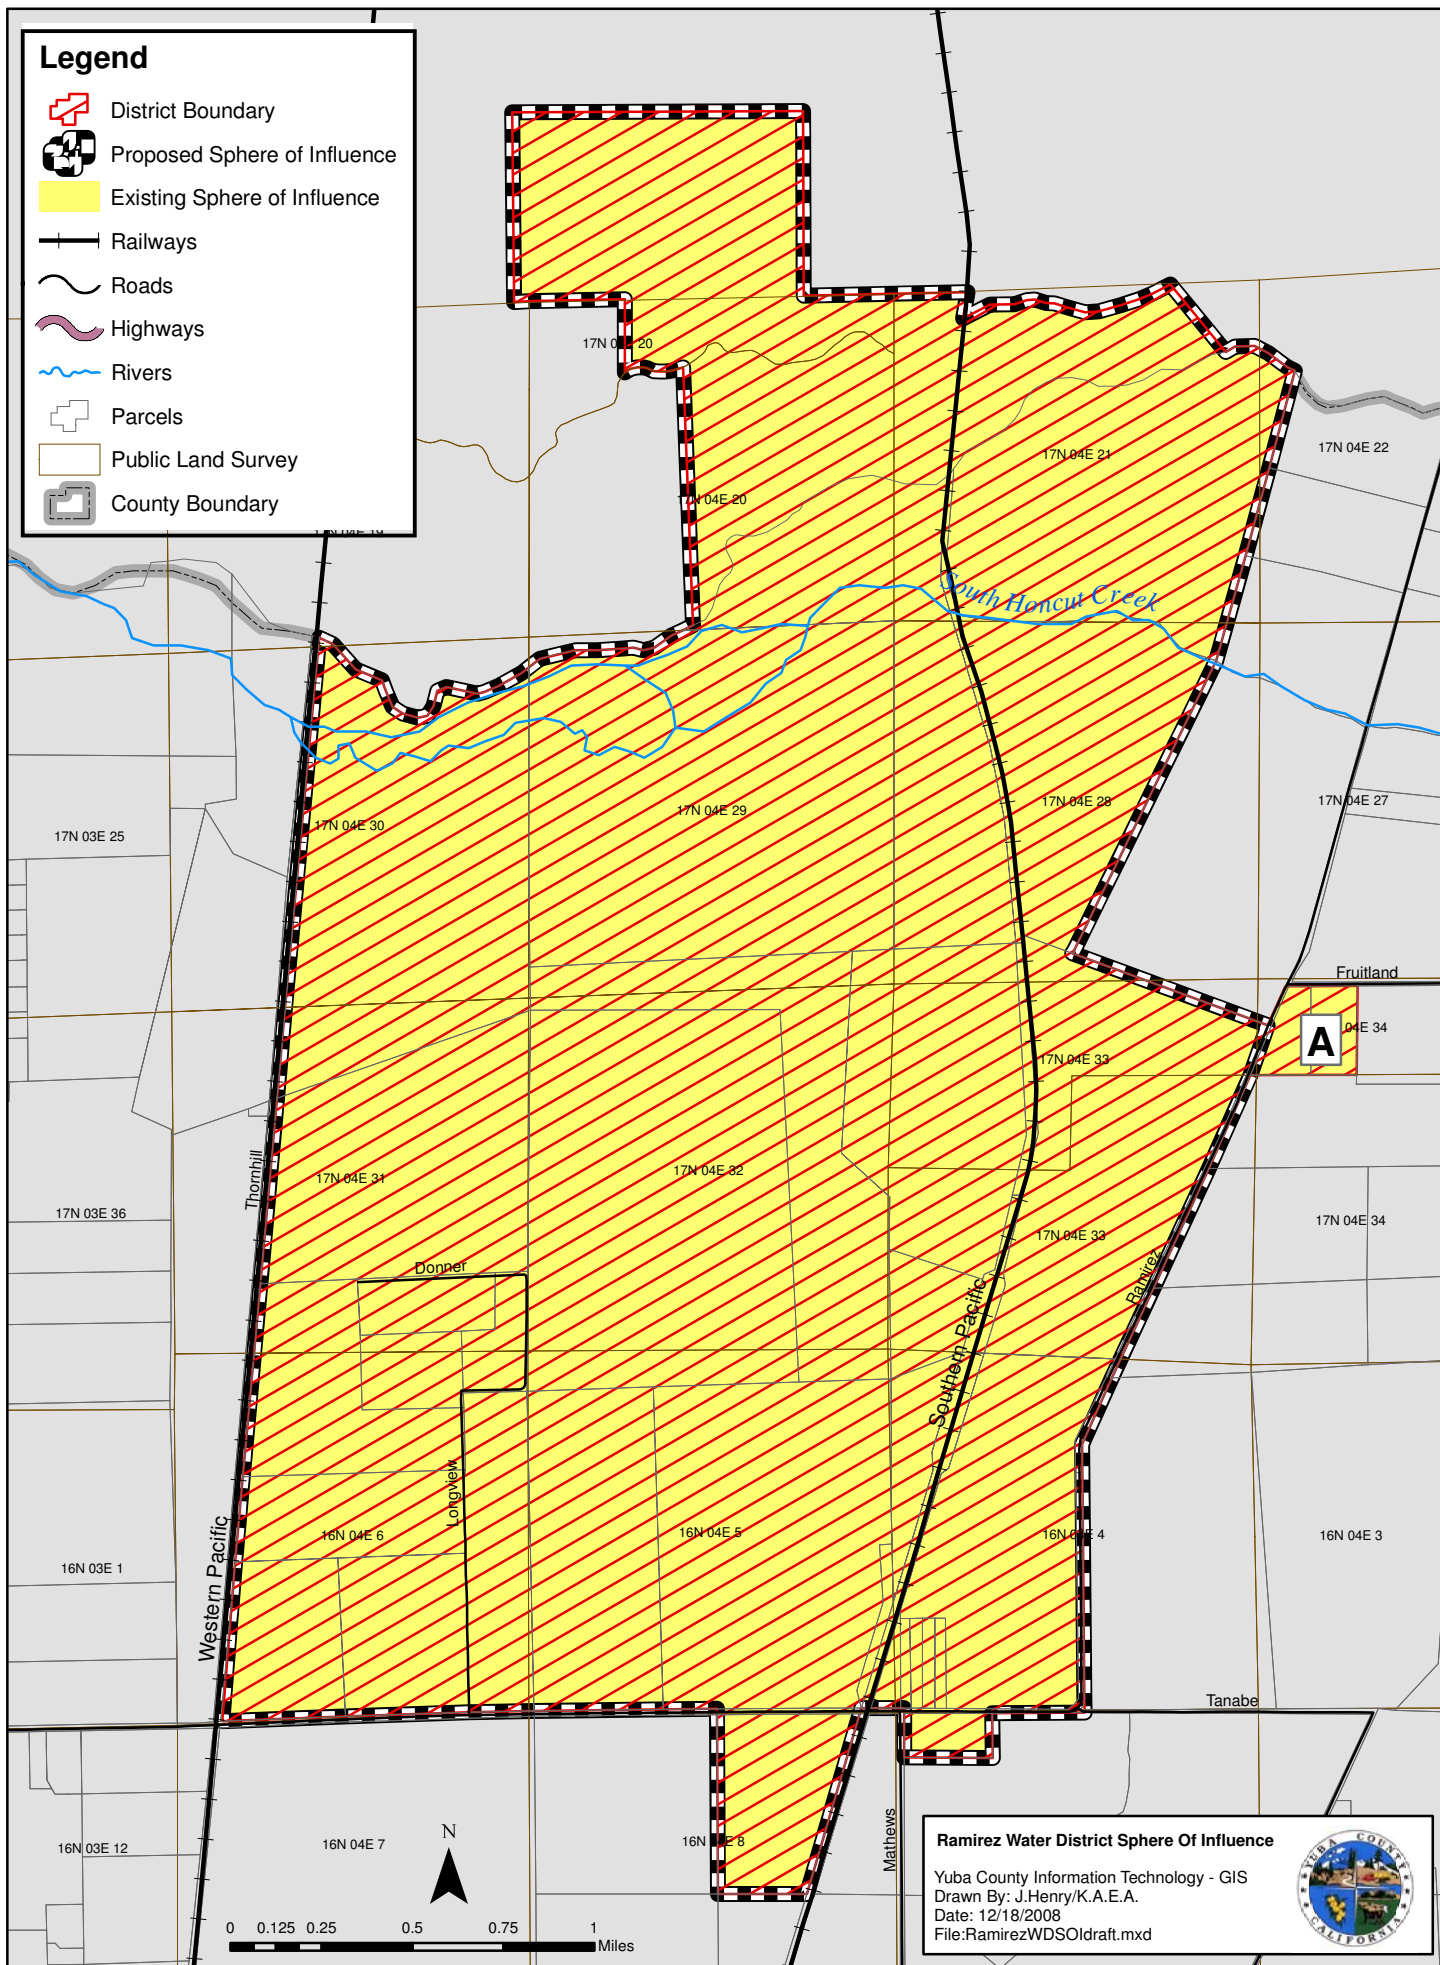 Legend
District Boundary
Proposed Sphere of Influence
Existing Sphere of Influence
Railways
Roads
Highways
Rivers
Parcels
Public Land Survey
County Boundary
17N 04E 22
17N 04E 21
17N 04E 20
South Honcut Creek
17N 04E 27
17N 04E 28
17N 04E 29
17N 04E 30
17N 03E 25
Fruitland
04E 34
A
17N 04E 33
Thornhill
17N 04E 31
17N 04E 32
17N 03E 36
17N 04E 34
17N 04E 33
Ramirez
Donner
Southern Pacific
Longview
16N 04E 6
16N 04E 5
16N 04E 4
16N 04E 3
16N 03E 1
Western Pacific
Tanabe
Mathews
16N 03E 12
16N 04E 7
N
0 0.125 0.25 0.5 0.75 1
Miles
Ramirez Water District Sphere Of Influence
Yuba County Information Technology - GIS
Drawn By: J.Henry/K.A.E.A.
Date: 12/18/2008
File:RamirezWDSOIdraft.mxd
YUBA COUNTY
CALIFORNIA